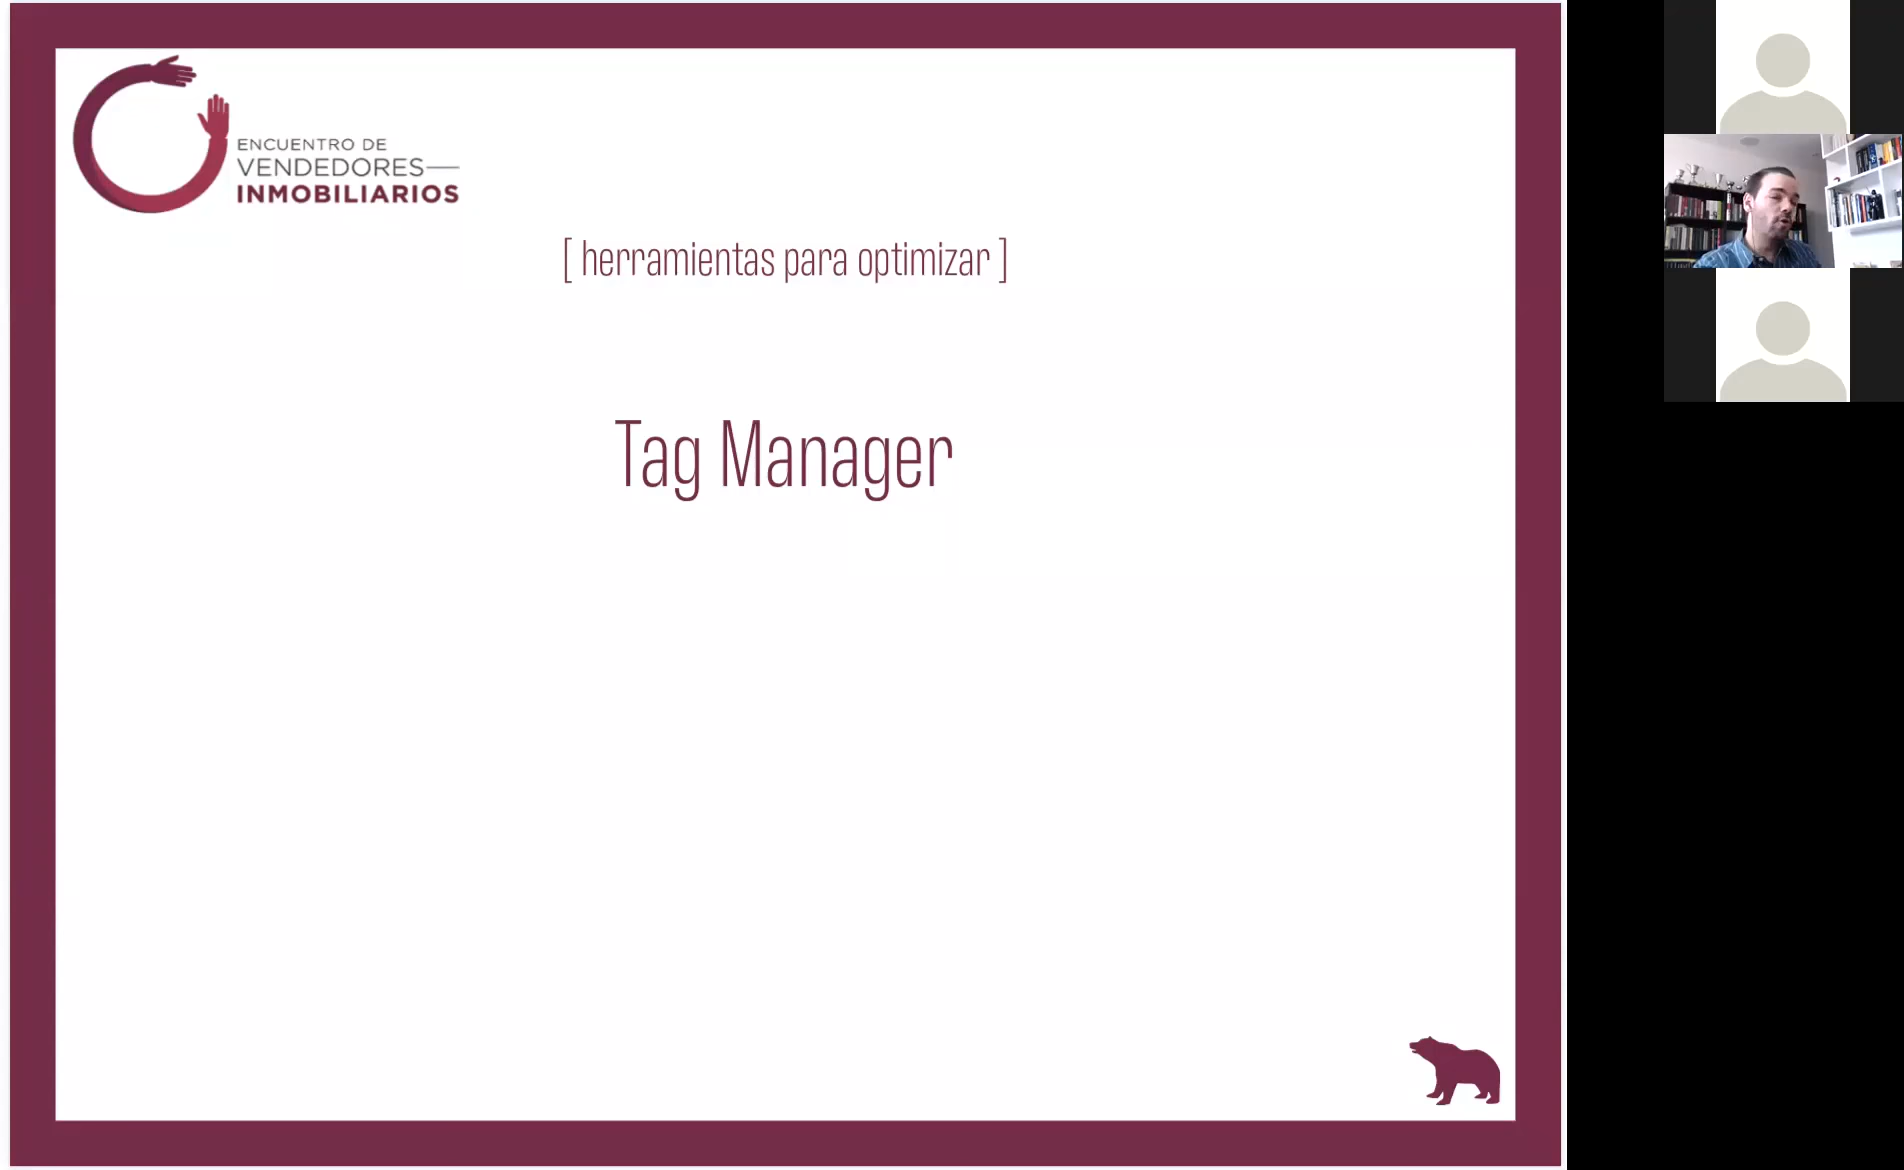 ENCUENTRO DE
VENDEDORES—
INMOBILIARIOS
[ herramientas para optimizar ]
Tag Manager